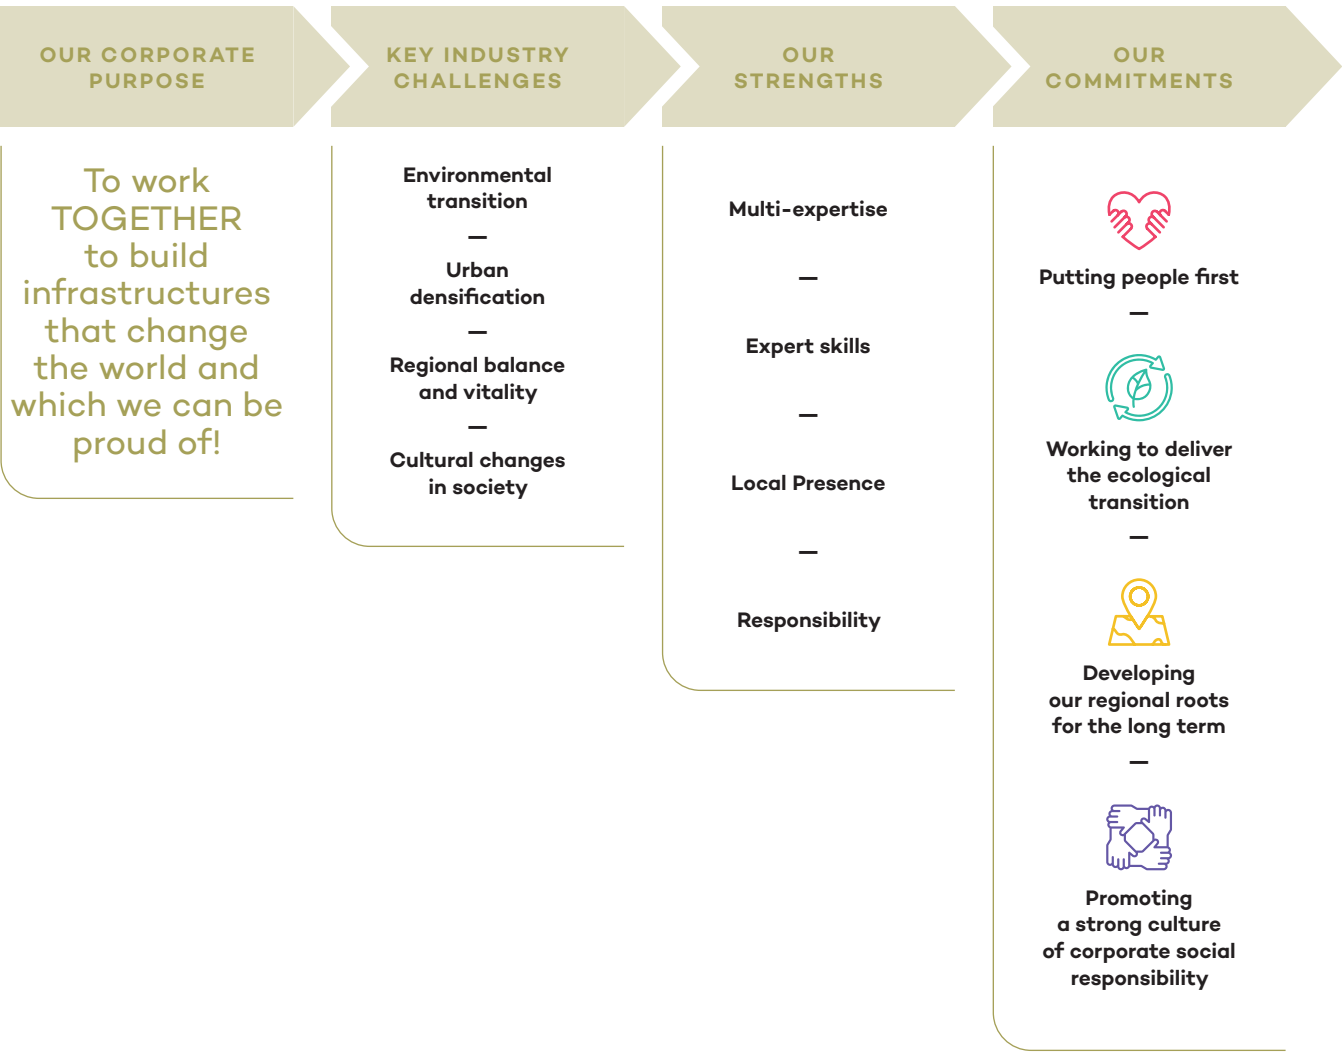 OUR CORPORATE
PURPOSE
To work
TOGETHER
to build
infrastructures
that change
the world and
which we can be
proud of!
KEY INDUSTRY
CHALLENGES
Environmental
transition
—
Urban
densification
—
Regional balance
and vitality
—
Cultural changes
in society
OUR
STRENGTHS
Multi-expertise
—
Expert skills
—
Local Presence
—
Responsibility
OUR
COMMITMENTS
Putting people first
—
Working to deliver
the ecological
transition
—
Developing
our regional roots
for the long term
—
Promoting
a strong culture
of corporate social
responsibility